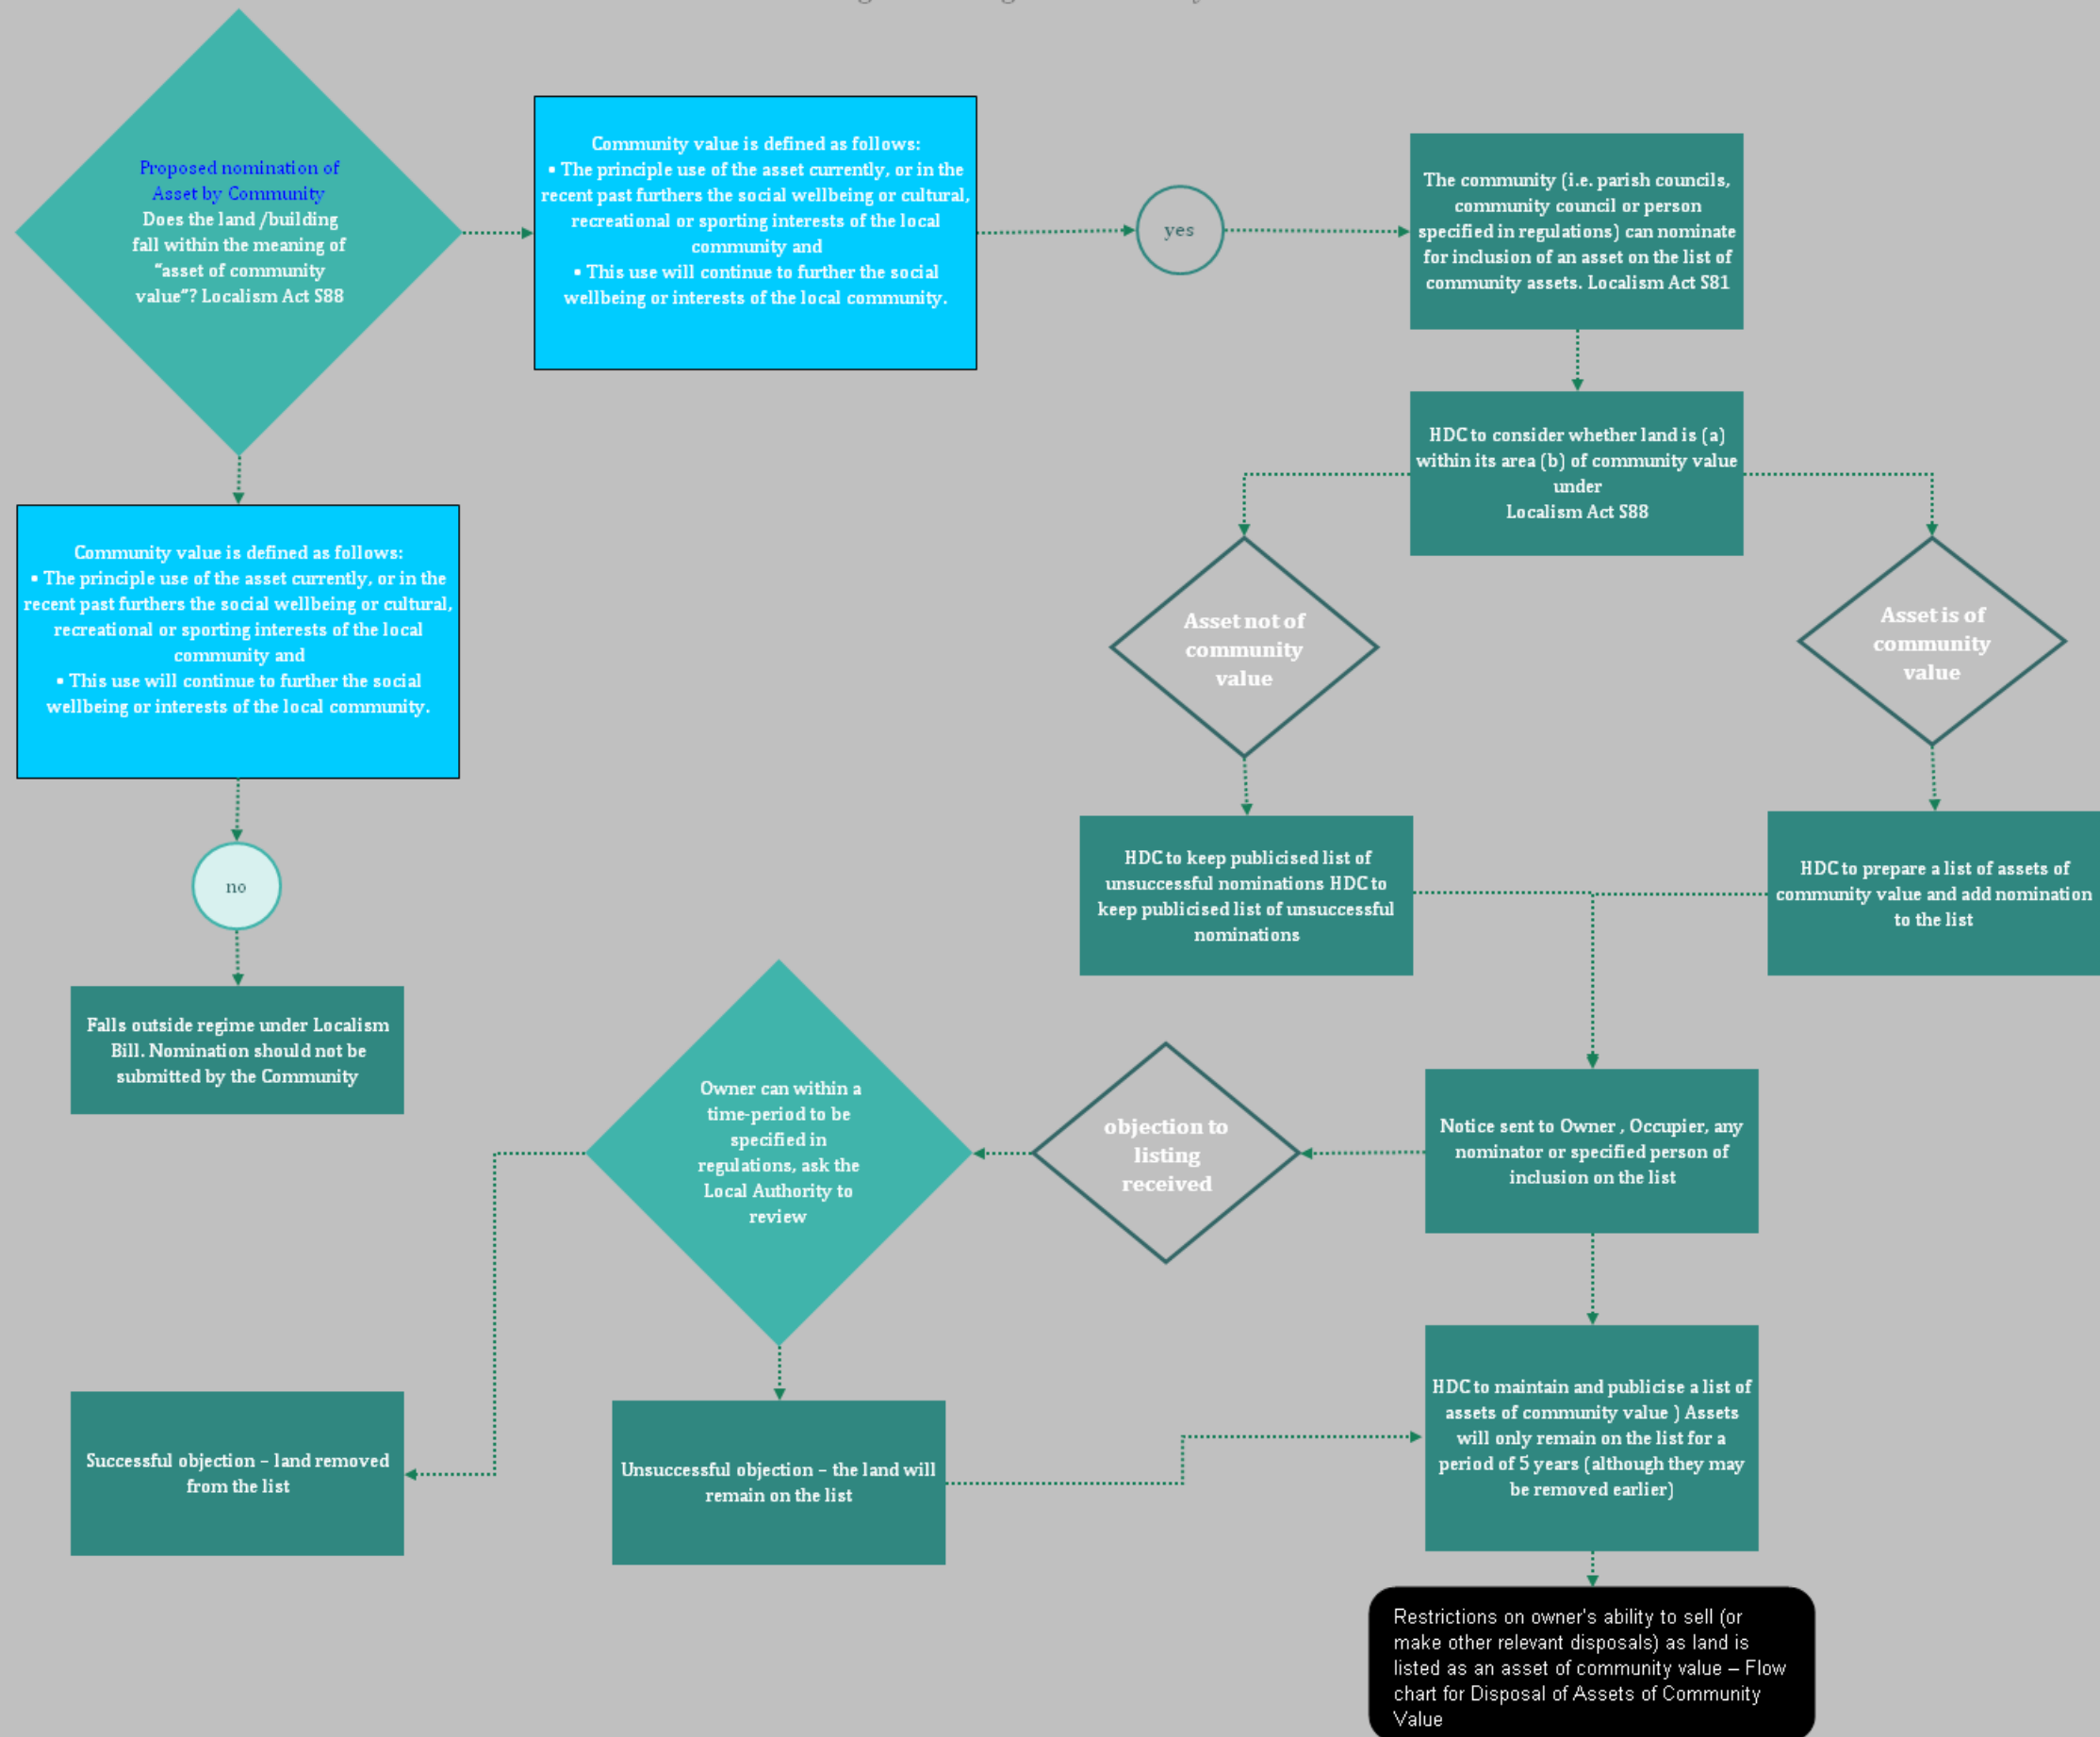 Proposed nomination of
Asset by Community
Does the land /building
fall within the meaning of
“asset of community
value”? Localism Act S88
Community value is defined as follows:
▪ The principle use of the asset currently, or in the
recent past furthers the social wellbeing or cultural,
recreational or sporting interests of the local
community and
▪ This use will continue to further the social
wellbeing or interests of the local community.
yes
The community (i.e. parish councils,
community council or person
specified in regulations) can nominate
for inclusion of an asset on the list of
community assets. Localism Act S81
HDC to consider whether land is (a)
within its area (b) of community value
under
Localism Act S88
Community value is defined as follows:
▪ The principle use of the asset currently, or in the
recent past furthers the social wellbeing or cultural,
recreational or sporting interests of the local
community and
▪ This use will continue to further the social
wellbeing or interests of the local community.
Asset not of
community
value
Asset is of
community
value
no
HDC to keep publicised list of
unsuccessful nominations HDC to
keep publicised list of unsuccessful
nominations
HDC to prepare a list of assets of
community value and add nomination
to the list
Falls outside regime under Localism
Bill. Nomination should not be
submitted by the Community
Owner can within a
time-period to be
specified in
regulations, ask the
Local Authority to
review
objection to
listing
received
Notice sent to Owner , Occupier, any
nominator or specified person of
inclusion on the list
Successful objection – land removed
from the list
Unsuccessful objection – the land will
remain on the list
HDC to maintain and publicise a list of
assets of community value ) Assets
will only remain on the list for a
period of 5 years (although they may
be removed earlier)
Restrictions on owner's ability to sell (or
make other relevant disposals) as land is
listed as an asset of community value – Flow
chart for Disposal of Assets of Community
Value